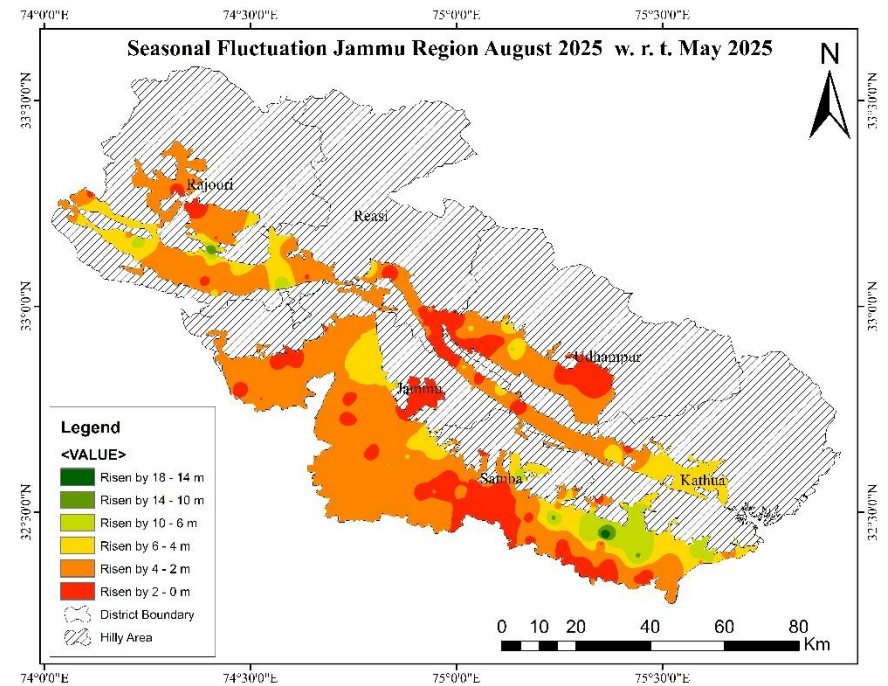 74°0'0"E 74°30'0"E 75°0'0"E 75°30'0"E
Seasonal Fluctuation Jammu Region August 2025 w. r. t. May 2025
N
33°30'0"N 33°30'0"N
Rajouri
Reasi
33°0'0"N 33°0'0"N
Udhampur
Jammu
Samba
Kathua
32°30'0"N 32°30'0"N
Legend
<VALUE>
Risen by 18 - 14 m
Risen by 14 - 10 m
Risen by 10 - 6 m
Risen by 6 - 4 m
Risen by 4 - 2 m
Risen by 2 - 0 m
District Boundary
Hilly Area
0 5 10 20 40 60 80
Km
74°0'0"E 74°30'0"E 75°0'0"E 75°30'0"E